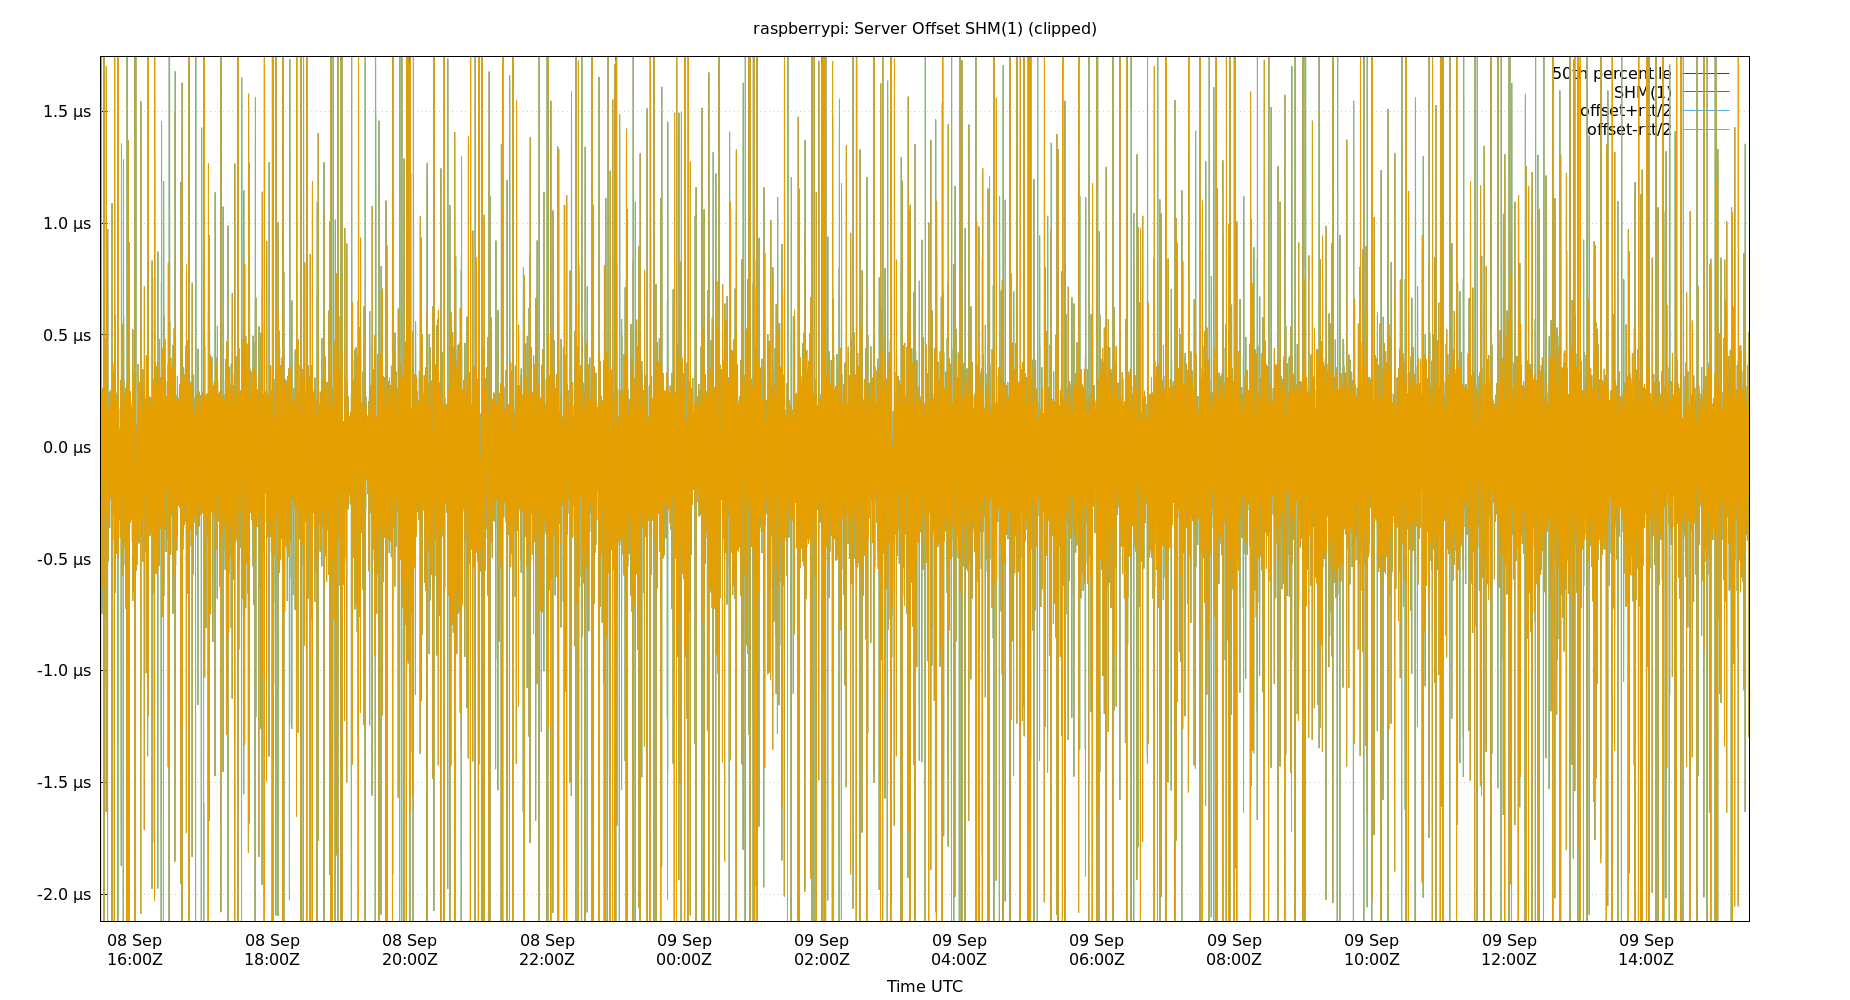 raspberrypi: Server Offset SHM(1) (clipped)
50th percentile
SHM(1)
offset+rtt/2
offset-rtt/2
1.5 µs
1.0 µs
0.5 µs
0.0 µs
-0.5 µs
-1.0 µs
-1.5 µs
-2.0 µs
08 Sep 08 Sep 08 Sep 08 Sep 09 Sep 09 Sep 09 Sep 09 Sep 09 Sep 09 Sep 09 Sep 09 Sep
16:00Z 18:00Z 20:00Z 22:00Z 00:00Z 02:00Z 04:00Z 06:00Z 08:00Z 10:00Z 12:00Z 14:00Z
Time UTC